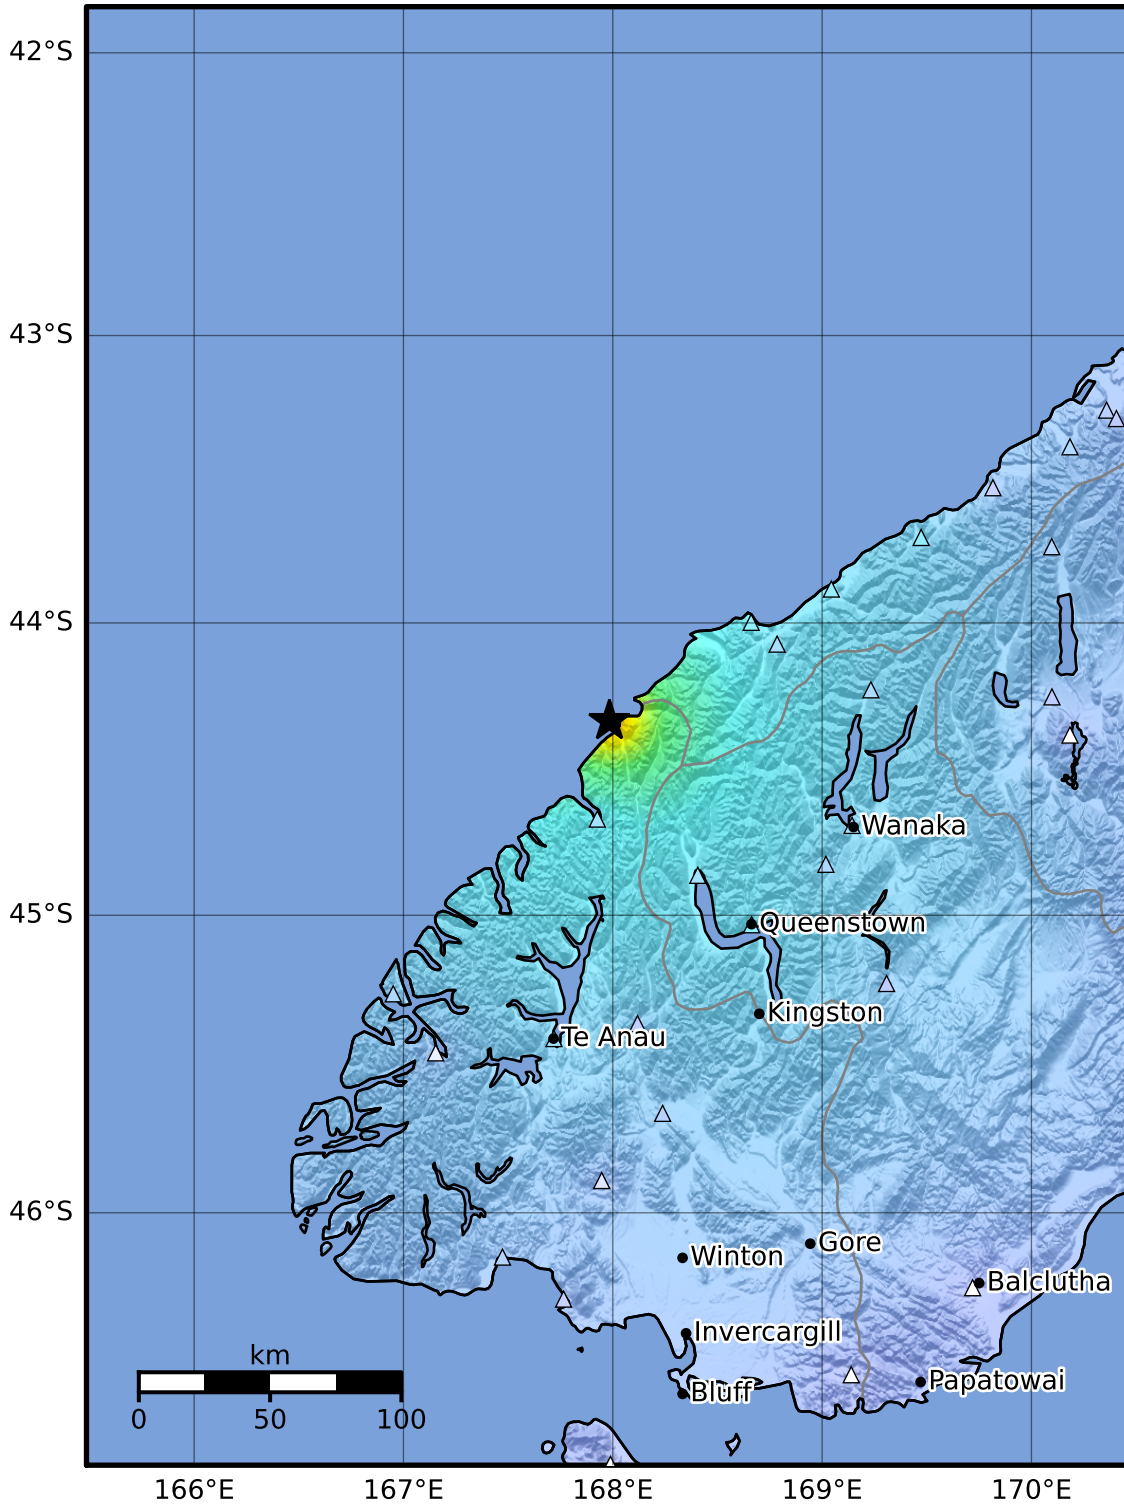 42°S
43°S
44°S
Wanaka
45°S
Queenstown
Kingston
Te Anau
46°S
Gore
Winton
Balclutha
Invercargill
km
Papatowai
Bluff
0 50 100
166°E 167°E 168°E 169°E 170°E